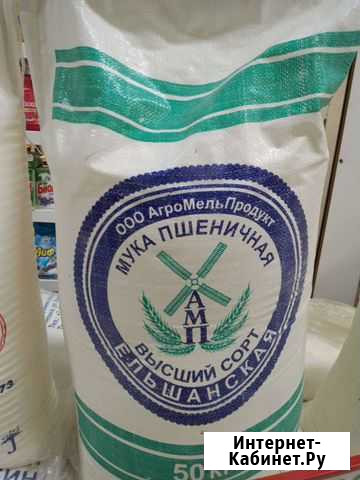 ООО АгроМельПродукт
МУКА ПШЕНИЧНАЯ
АМП
ВЫСШИЙ СОРТ
ЕЛЬШАНСКАЯ
50 кг
Интернет-
Кабинет.Ру